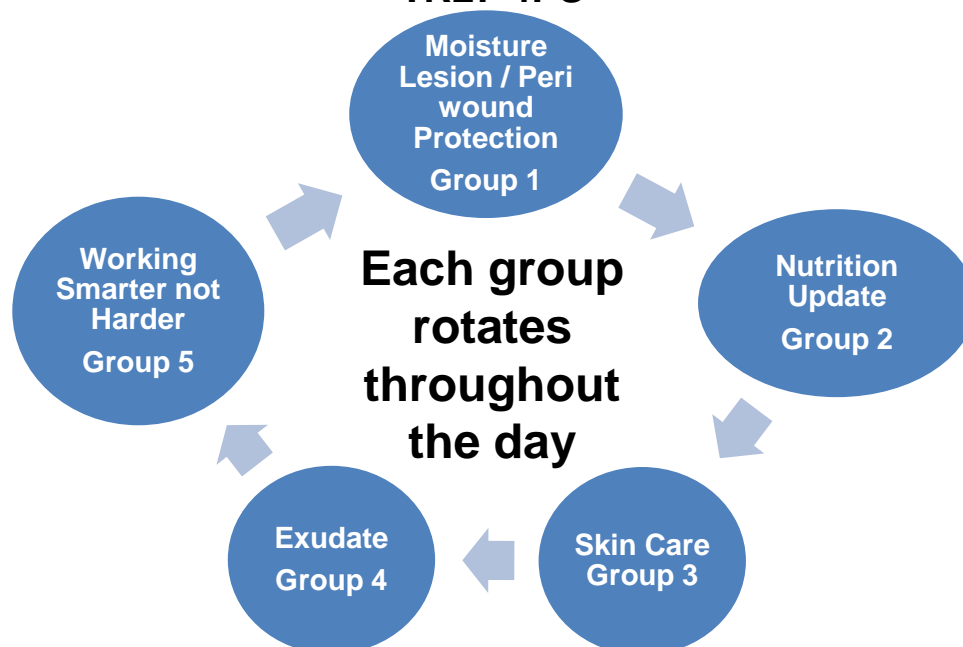 Moisture
Lesion / Peri
wound
Protection
Group 1
Nutrition
Update
Group 2
Skin Care
Group 3
Exudate
Group 4
Working
Smarter not
Harder
Group 5
Each group
rotates
throughout
the day